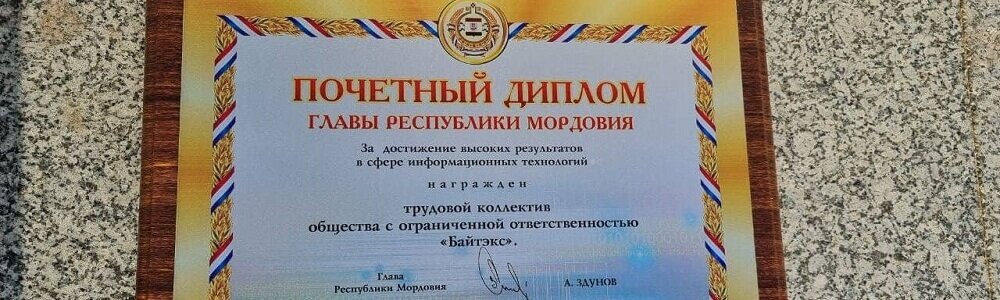 ПОЧЕТНЫЙ ДИПЛОМ
ГЛАВЫ РЕСПУБЛИКИ МОРДОВИЯ
За достижение высоких результатов
в сфере информационных технологий
награжден
трудовой коллектив
общества с ограниченной ответственностью
«Байтэкс».
Глава
Республики Мордовия
А. ЗДУНОВ